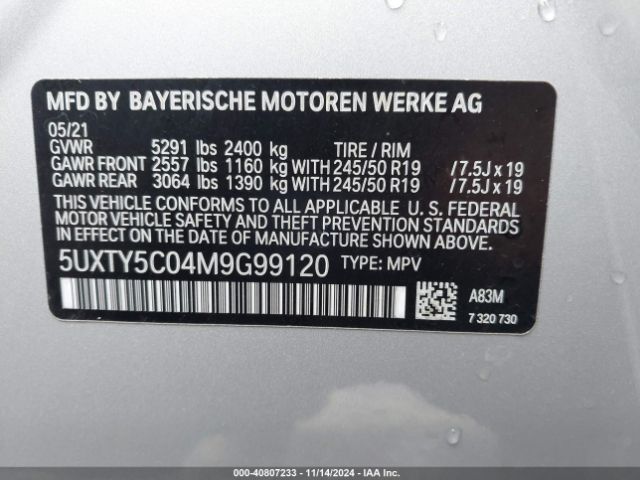 MFD BY BAYERISCHE MOTOREN WERKE AG
05/21
GVWR 5291 lbs 2400 kg TIRE / RIM
GAWR FRONT 2557 lbs 1160 kg WITH 245/50 R19 /7.5J x 19
GAWR REAR 3064 lbs 1390 kg WITH 245/50 R19 /7.5J x 19
THIS VEHICLE CONFORMS TO ALL APPLICABLE U. S. FEDERAL
MOTOR VEHICLE SAFETY AND THEFT PREVENTION
STANDARDS IN EFFECT ON THE DATE OF MANUFACTURE SHOWN ABOVE.
5UXTY5C04M9G99120 TYPE: MPV
A83M
7 320 730
000-40807233 - 11/14/2024 - IAA Inc.